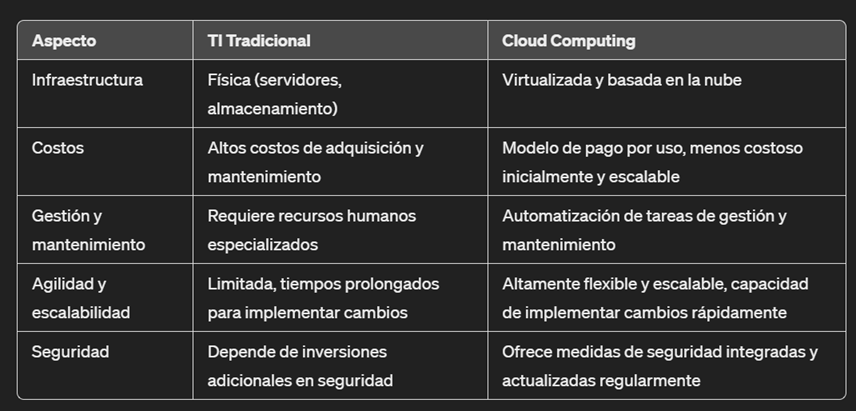 Aspecto TI Tradicional Cloud Computing
Infraestructura Física (servidores, Virtualizada y basada en la nube
almacenamiento)
Costos Altos costos de adquisición y Modelo de pago por uso, menos costoso
mantenimiento inicialmente y escalable
Gestión y Requiere recursos humanos Automatización de tareas de gestión y
mantenimiento especializados mantenimiento
Agilidad y Limitada, tiempos prolongados Altamente flexible y escalable, capacidad
escalabilidad para implementar cambios de implementar cambios rápidamente
Seguridad Depende de inversiones Ofrece medidas de seguridad integradas y
adicionales en seguridad actualizadas regularmente